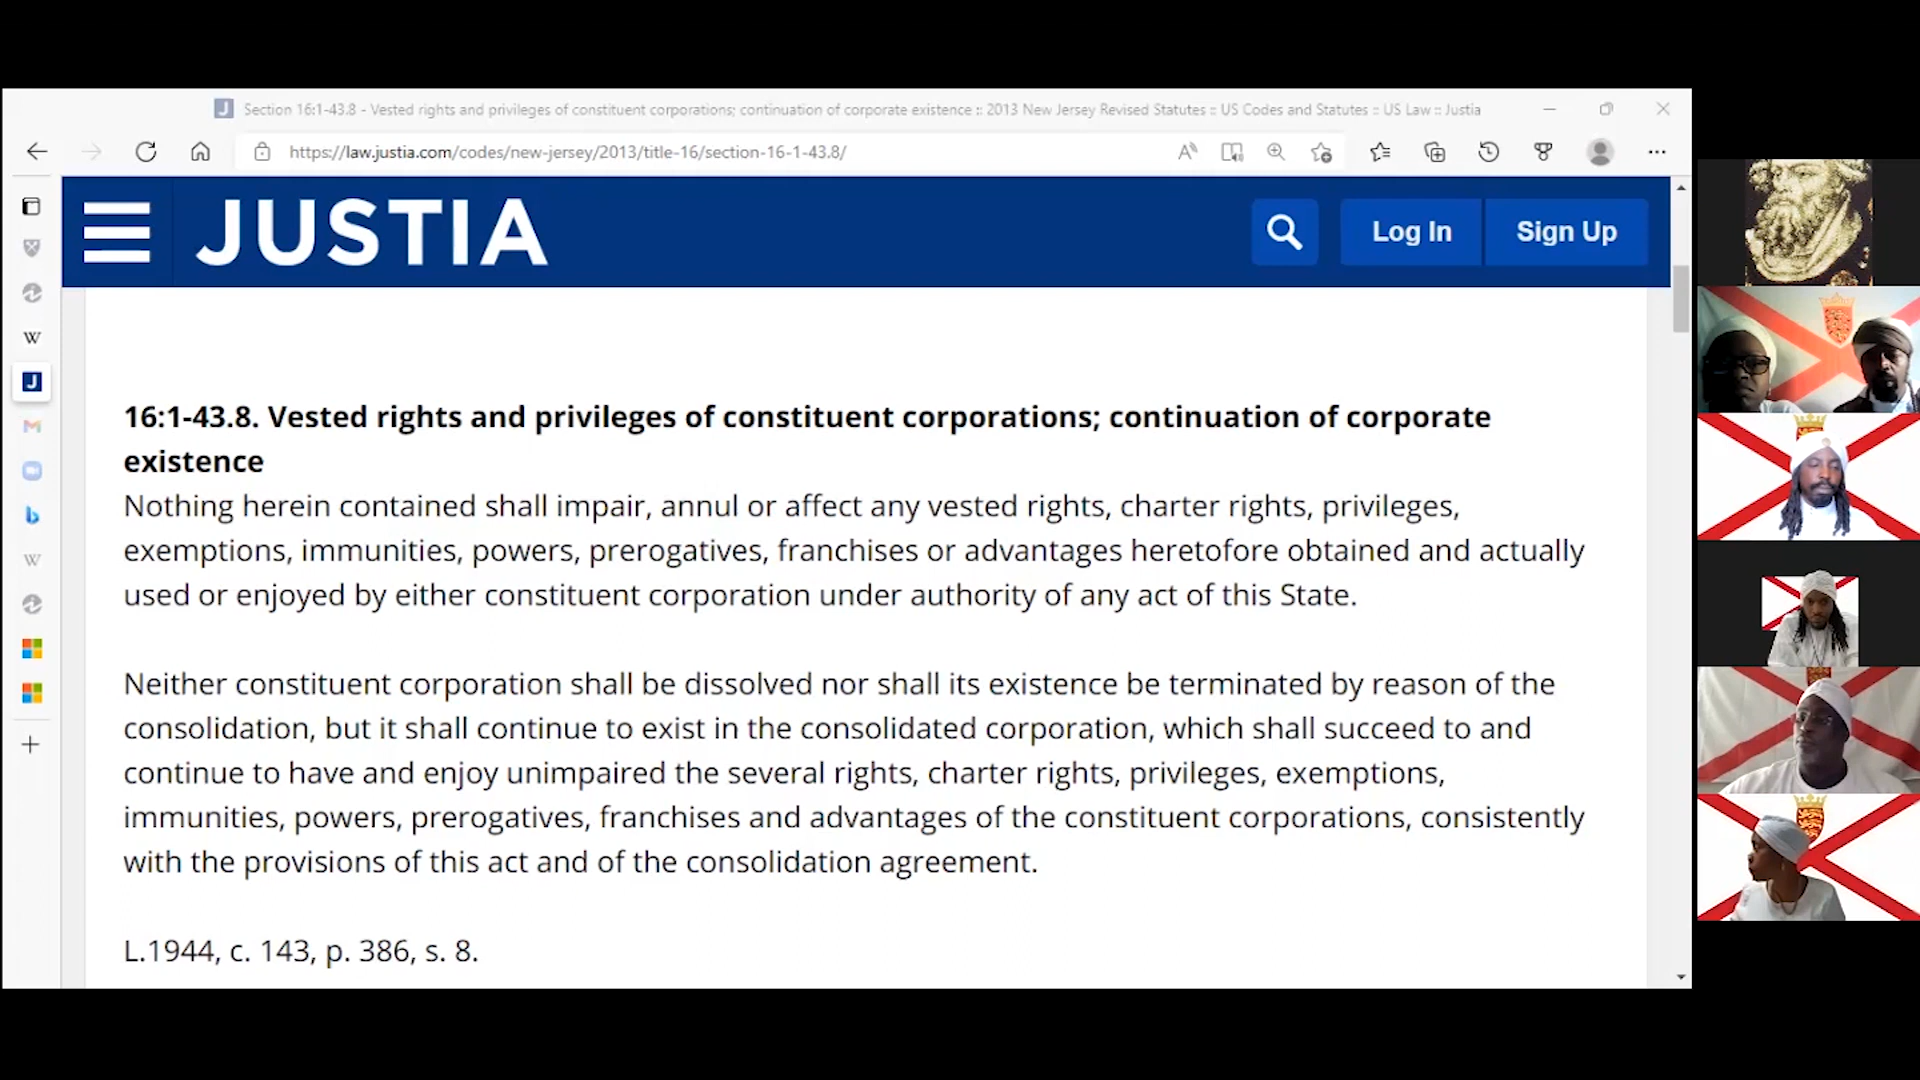 Section 16:1-43.8 - Vested rights and privileges of constituent corporations; continuation of corporate existence :: 2013 New Jersey Revised Statutes :: US Codes and Statutes :: US Law :: Justia
https://law.justia.com/codes/new-jersey/2013/title-16/section-16-1-43.8/
JUSTIA
Log In
Sign Up
16:1-43.8. Vested rights and privileges of constituent corporations; continuation of corporate
existence
Nothing herein contained shall impair, annul or affect any vested rights, charter rights, privileges,
exemptions, immunities, powers, prerogatives, franchises or advantages heretofore obtained and actually
used or enjoyed by either constituent corporation under authority of any act of this State.
Neither constituent corporation shall be dissolved nor shall its existence be terminated by reason of the
consolidation, but it shall continue to exist in the consolidated corporation, which shall succeed to and
continue to have and enjoy unimpaired the several rights, charter rights, privileges, exemptions,
immunities, powers, prerogatives, franchises and advantages of the constituent corporations, consistently
with the provisions of this act and of the consolidation agreement.
L.1944, c. 143, p. 386, s. 8.